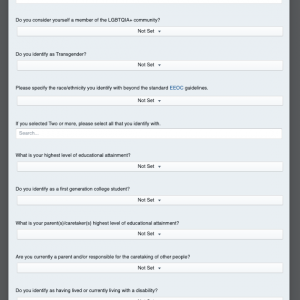 Do you consider yourself a member of the LGBTQIA+ community?
Not Set
Do you identify as Transgender?
Not Set
Please specify the race/ethnicity you identify with beyond the standard EEOC guidelines.
Not Set
If you selected Two or more, please select all that you identify with.
Search...
What is your highest level of educational attainment?
Not Set
Do you identify as a first generation college student?
Not Set
What is your parent(s)/caretaker(s) highest level of educational attainment?
Not Set
Are you currently a parent and/or responsible for the caretaking of other people?
Not Set
Do you identify as having lived or currently living with a disability?
Not Set